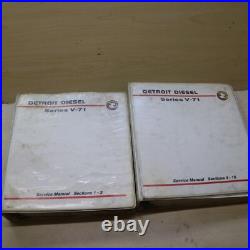 DETROIT DIESEL
Series V-71
Service Manual Sections 1 - 3
DETROIT DIESEL
Series V-71
Service Manual Sections 4 - 15